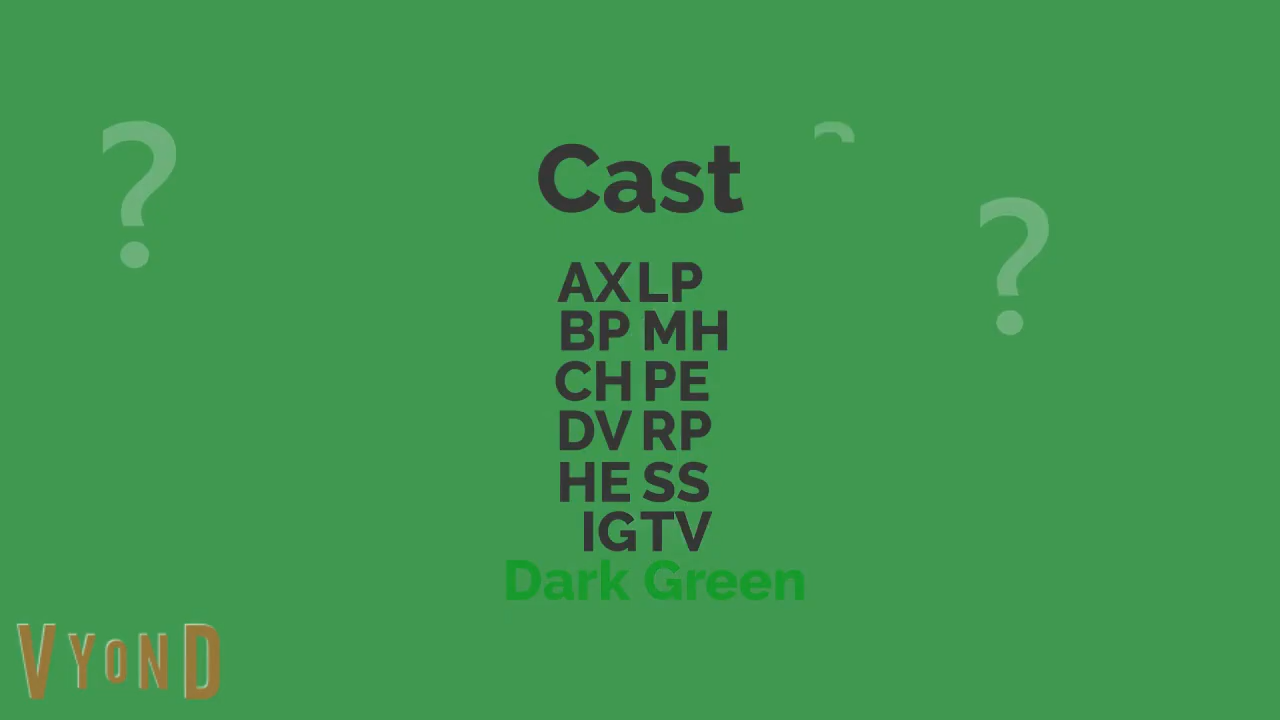 Cast
AX LP
BP MH
CH PE
DV RP
HE SS
IG TV
Dark Green
VYOND
?
?
?